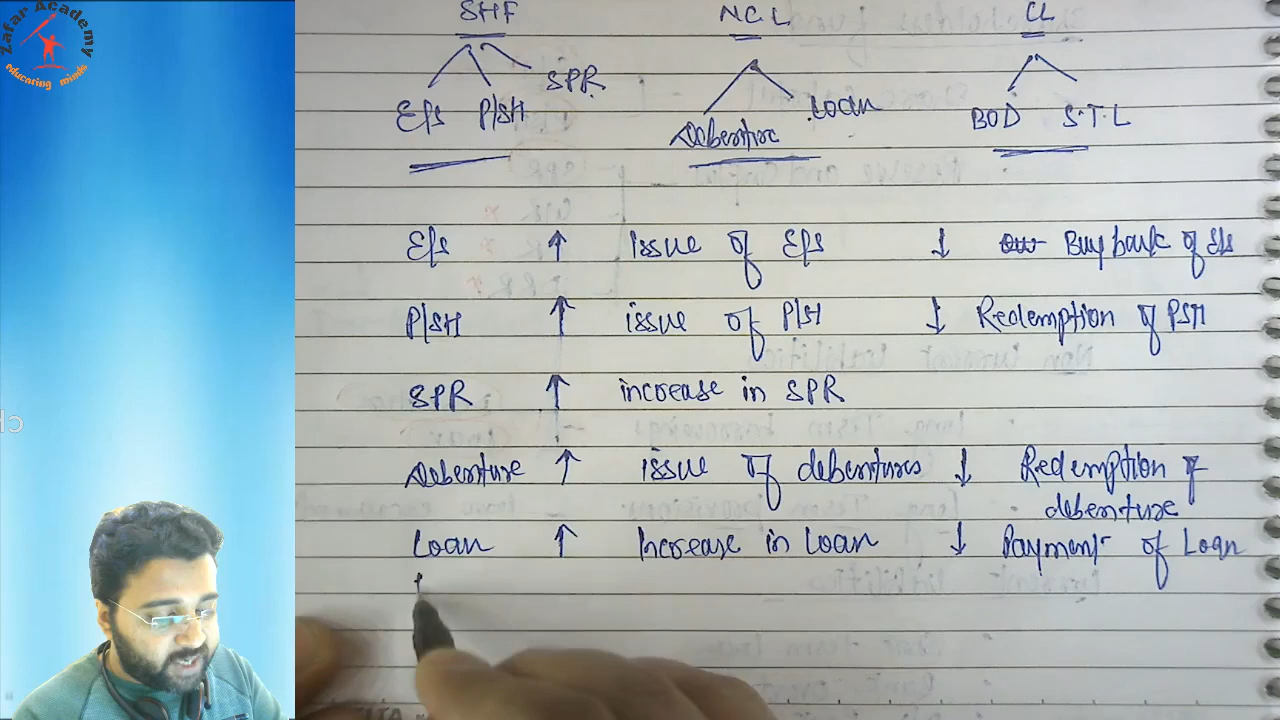 Zafar Academy
educating minds
SHF NCL CL
SPR
E/S P/SH Debenture Loan BOD S.T.L
E/S ↑ issue of E/S ↓ Buy back of E/S
P/SH ↑ issue of P/SH ↓ Redemption of PSH
SPR ↑ increase in SPR
Debenture ↑ issue of debentures ↓ Redemption of
debenture
Loan ↑ Increase in Loan ↓ Payment of Loan